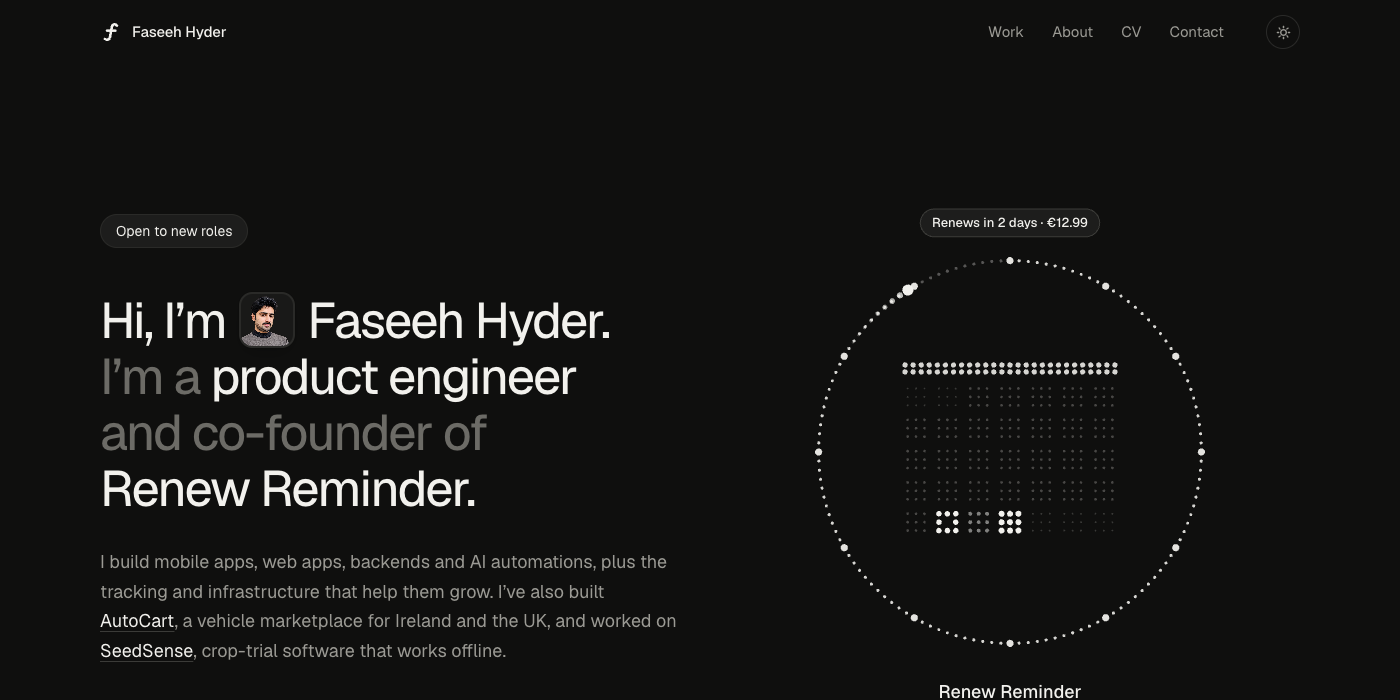 Faseeh Hyder
Work
About
CV
Contact
Open to new roles
Hi, I’m Faseeh Hyder.
I’m a product engineer
and co-founder of
Renew Reminder.
I build mobile apps, web apps, backends and AI automations, plus the
tracking and infrastructure that help them grow. I’ve also built
AutoCart, a vehicle marketplace for Ireland and the UK, and worked on
SeedSense, crop-trial software that works offline.
Renews in 2 days · €12.99
Renew Reminder